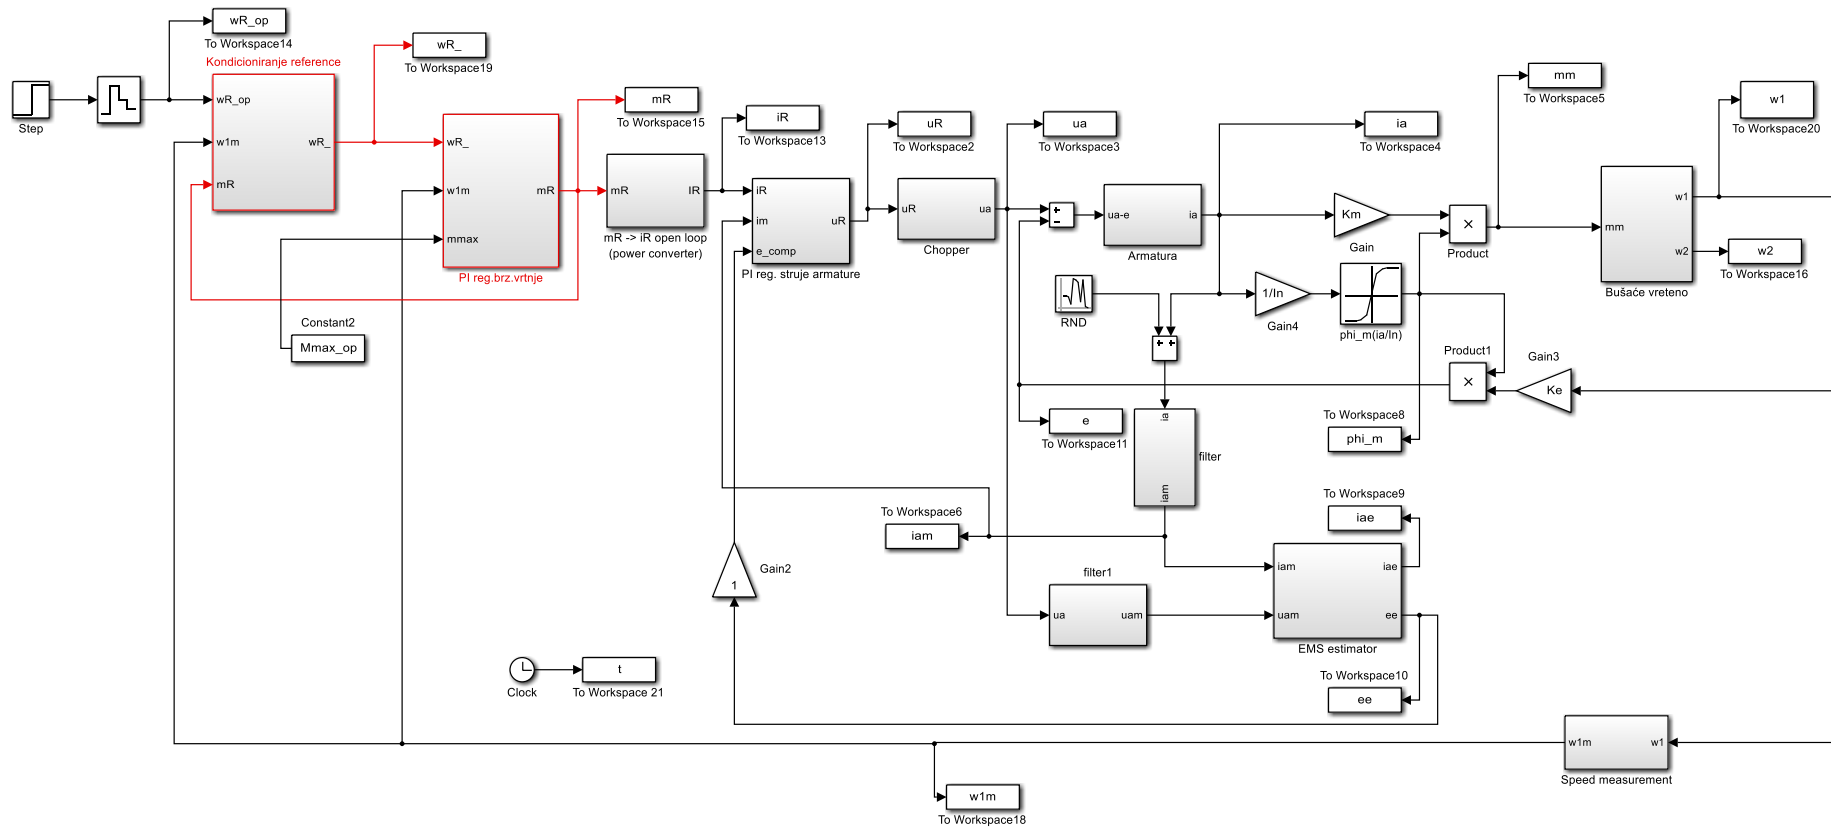 wR_op
To Workspace14
Kondicioniranje reference
wR_
To Workspace19
Step
wR_op
w1m
mR
wR_
mR
To Workspace15
wR_
w1m
mmax
mR
PI reg.brz.vrtnje
Constant2
Mmax_op
mR
IR
mR -> iR open loop
(power converter)
iR
To Workspace13
iR
im
e_comp
uR
PI reg. struje armature
uR
To Workspace2
uR
ua
Chopper
ua
To Workspace3
+
−
ua-e
ia
Armatura
ia
To Workspace4
Km
Gain
×
Product
mm
To Workspace5
mm
w1
w2
Bušaće vreteno
w1
To Workspace20
w2
To Workspace16
RND
+ +
1/In
Gain4
phi_m(ia/In)
Product1
×
Gain3
Ke
To Workspace8
phi_m
e
To Workspace11
ia
iam
filter
To Workspace6
iam
To Workspace9
iae
Gain2
1
filter1
ua
uam
iam
uam
iae
ee
EMS estimator
To Workspace10
ee
Clock
t
To Workspace 21
w1m
w1
Speed measurement
w1m
To Workspace18